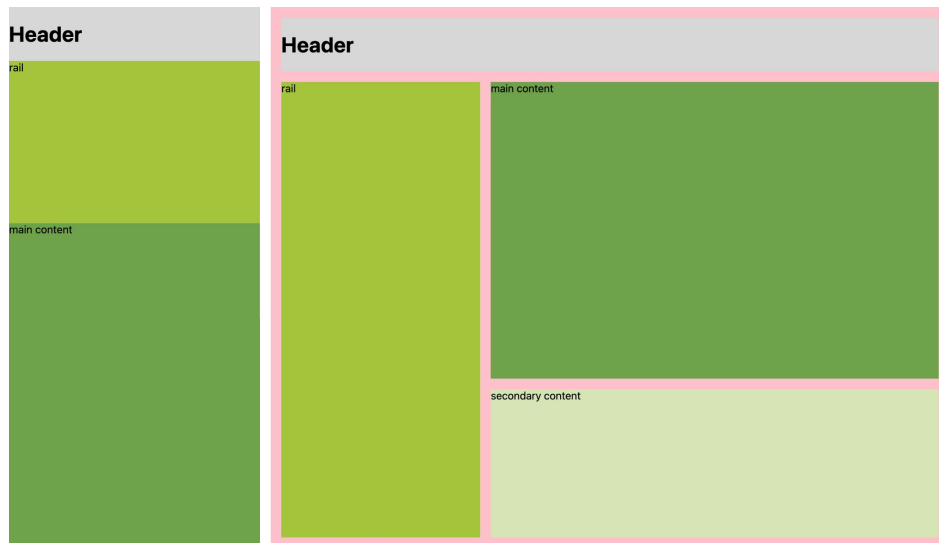 Header
rail
main content
Header
rail
main content
secondary content